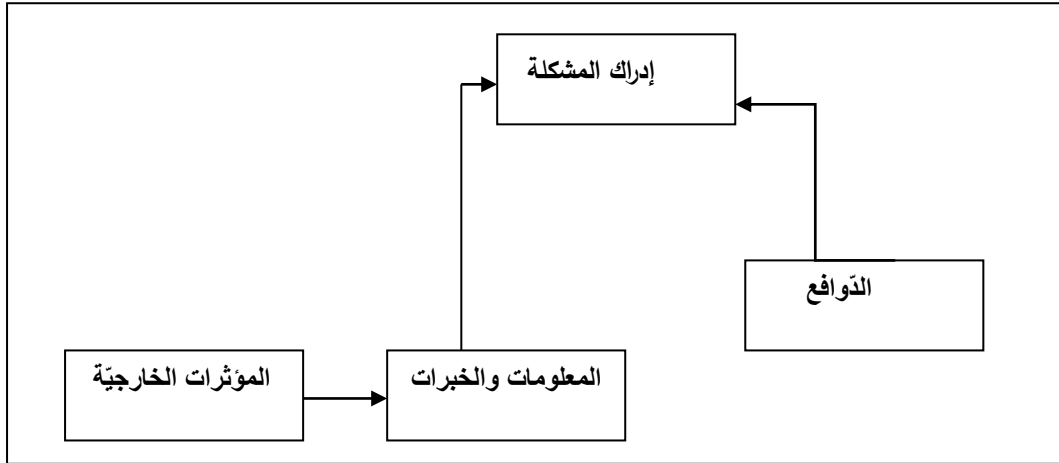 إدراك المشكلة
الدّوافع
المعلومات والخبرات
المؤثرات الخارجيّة